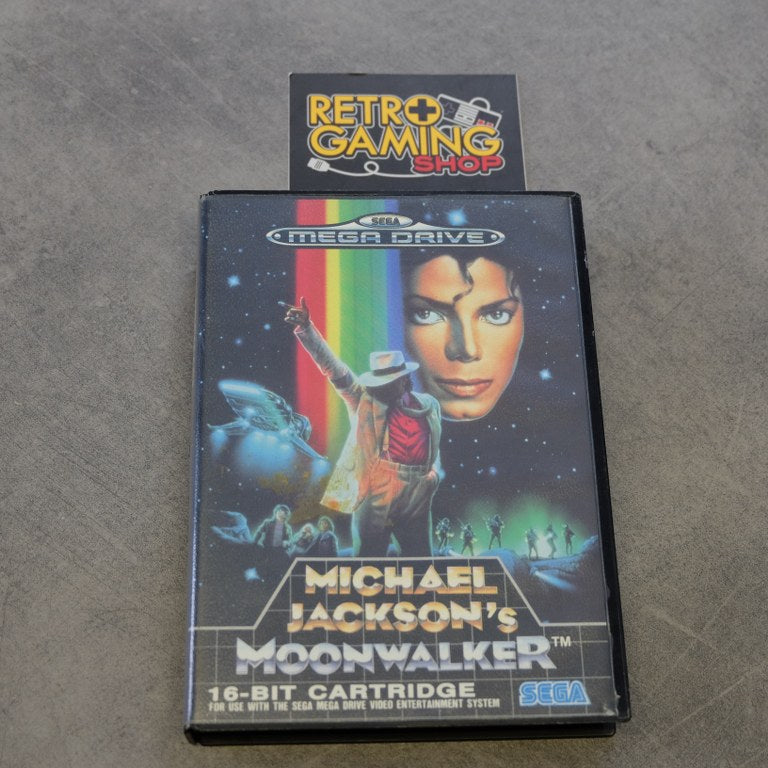 RETRO
GAMING
SHOP
SEGA
MEGA DRIVE
MICHAEL
JACKSON's
MOONWALKER™
16-BIT CARTRIDGE
FOR USE WITH THE SEGA MEGA DRIVE VIDEO ENTERTAINMENT SYSTEM
SEGA